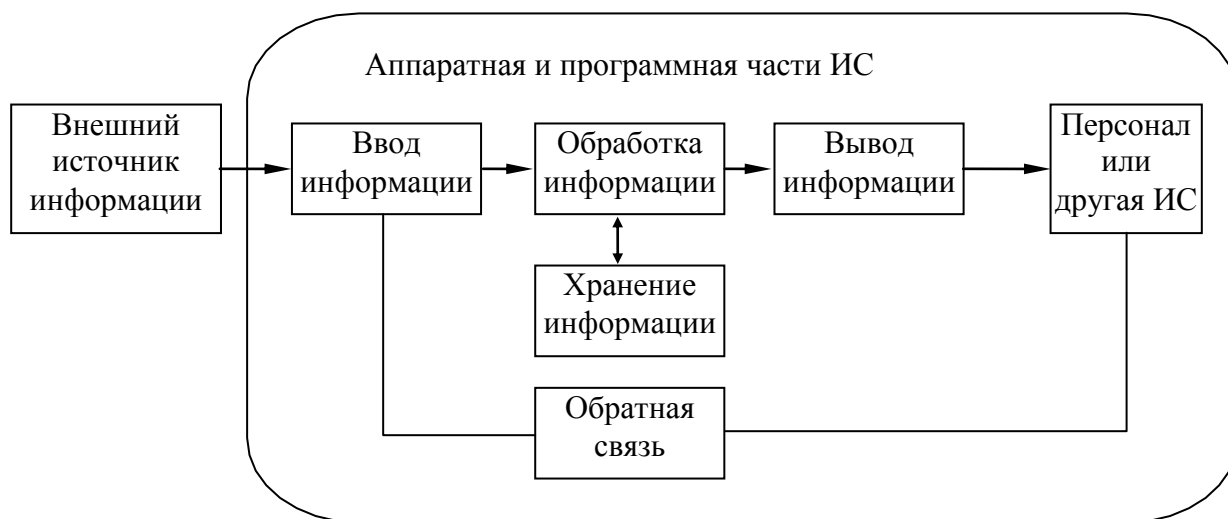 Аппаратная и программная части ИС
Внешний
источник
информации
Ввод
информации
Обработка
информации
Вывод
информации
Персонал
или
другая ИС
Хранение
информации
Обратная
связь